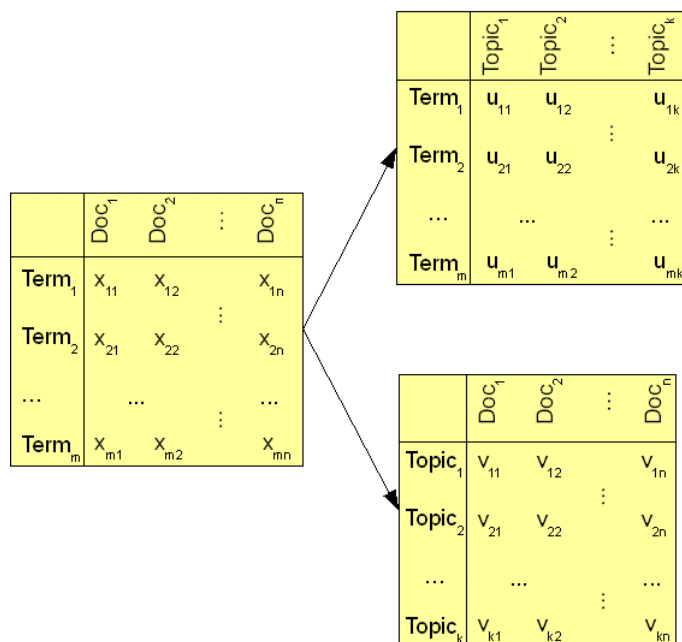 Doc1 Doc2 ... Docn
Term1 x11 x12 ... x1n
Term2 x21 x22 x2n
... ... ...
Termm xm1 xm2 ... xmn
Topic1 Topic2 ... Topick
Term1 u11 u12 ... u1k
Term2 u21 u22 u2k
... ... ...
Termm um1 um2 ... umk
Doc1 Doc2 ... Docn
Topic1 v11 v12 ... v1n
Topic2 v21 v22 v2n
... ... ...
Topick vk1 vk2 ... vkn